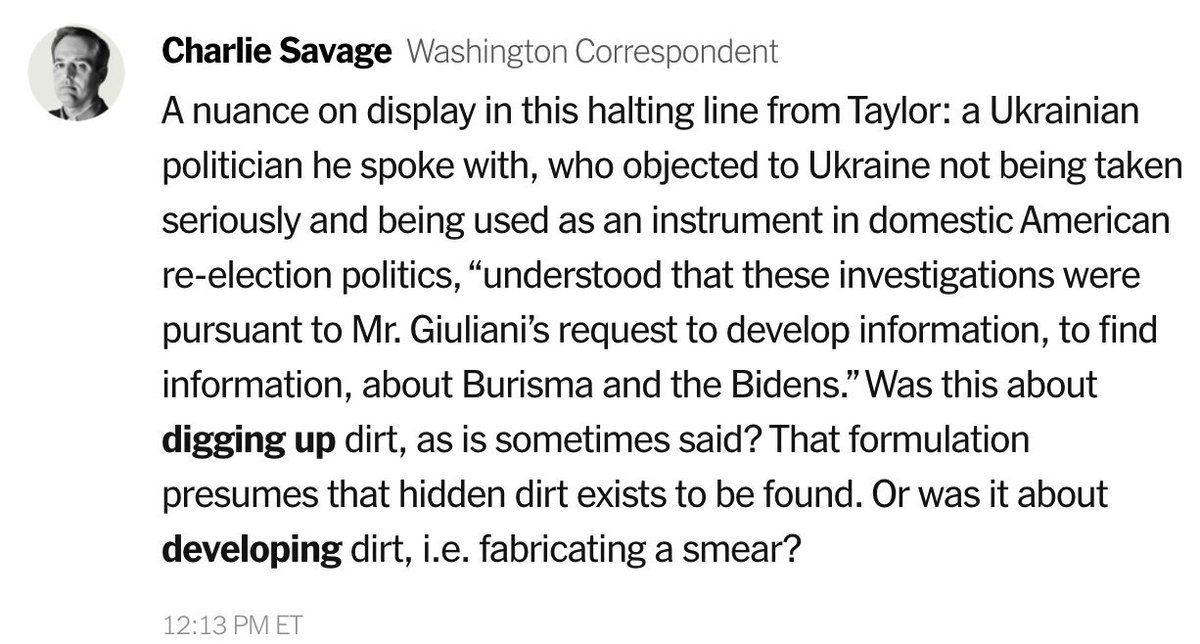 Charlie Savage Washington Correspondent
A nuance on display in this halting line from Taylor: a Ukrainian
politician he spoke with, who objected to Ukraine not being taken
seriously and being used as an instrument in domestic American
re-election politics, “understood that these investigations were
pursuant to Mr. Giuliani’s request to develop information, to find
information, about Burisma and the Bidens.” Was this about
digging up dirt, as is sometimes said? That formulation
presumes that hidden dirt exists to be found. Or was it about
developing dirt, i.e. fabricating a smear?
12:13 PM ET